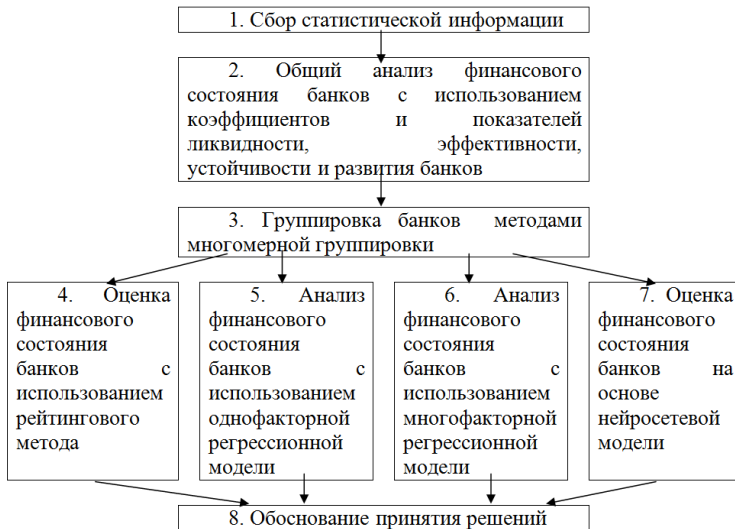 1. Сбор статистической информации
2. Общий анализ финансового
состояния банков с использованием
коэффициентов и показателей
ликвидности, эффективности,
устойчивости и развития банков
3. Группировка банков методами
многомерной группировки
4. Оценка
финансового
состояния
банков с
использованием
рейтингового
метода
5. Анализ
финансового
состояния
банков с
использованием
однофакторной
регрессионной
модели
6. Анализ
финансового
состояния
банков с
использованием
многофакторной
регрессионной
модели
7. Оценка
финансового
состояния
банков на
основе
нейросетевой
модели
8. Обоснование принятия решений